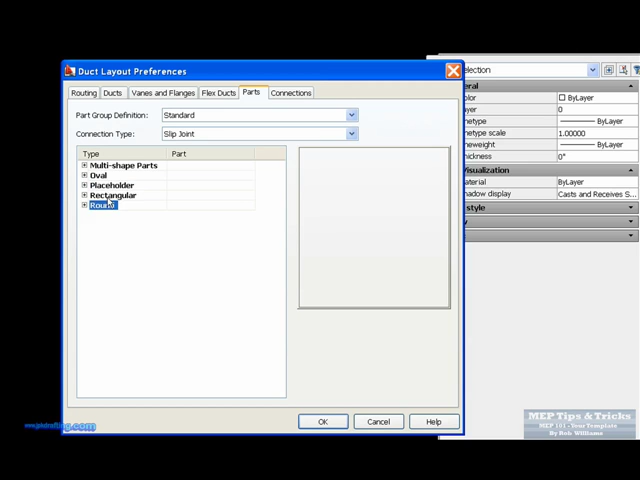 Duct Layout Preferences
Routing Ducts Vanes and Flanges Flex Ducts Parts Connections
Part Group Definition: Standard
Connection Type: Slip Joint
Type Part
Multi-shape Parts
Oval
Placeholder
Rectangular
Round
OK Cancel Help
election
eral
olor ByLayer
ayer 0
netype ByLayer
netype scale 1.00000
neweight ByLayer
hickness 0"
isualization
Material ByLayer
hadow display Casts and Receives S...
style
MEP Tips & Tricks
MEP 101 - Your Template
By Rob Williams